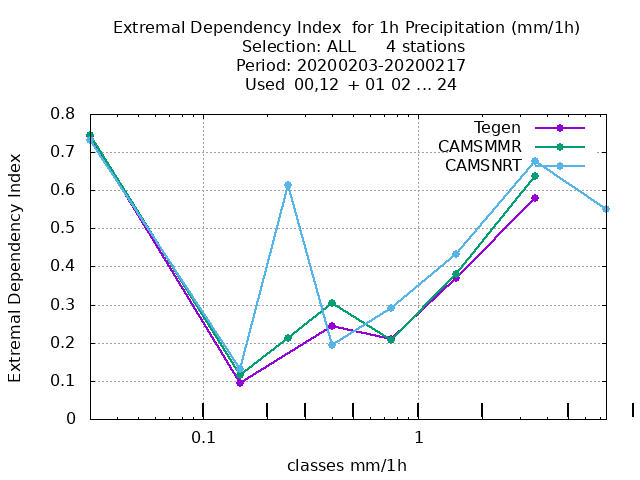 Extremal Dependency Index  for 1h Precipitation (mm/1h)
Selection: ALL      4 stations
Period: 20200203-20200217
Used  00,12  + 01 02 ... 24
Tegen
CAMSMMR
CAMSNRT
Extremal Dependency Index
0.8
0.7
0.6
0.5
0.4
0.3
0.2
0.1
0
0.1 1
classes mm/1h